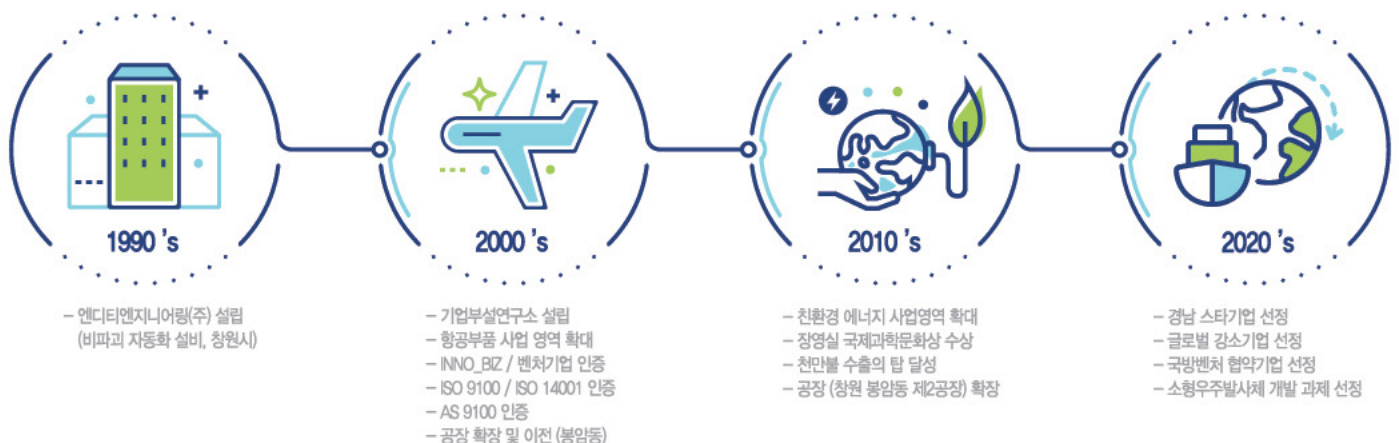 1990 's
- 엔디티엔지니어링(주) 설립
(비파괴 자동화 설비, 창원시)
2000 's
- 기업부설연구소 설립
- 항공부품 사업 영역 확대
- INNO_BIZ / 벤처기업 인증
- ISO 9100 / ISO 14001 인증
- AS 9100 인증
- 공장 확장 및 이전 (봉암동)
2010 's
- 친환경 에너지 사업영역 확대
- 장영실 국제과학문화상 수상
- 천만불 수출의 탑 달성
- 공장 (창원 봉암동 제2공장) 확장
2020 's
- 경남 스타기업 선정
- 글로벌 강소기업 선정
- 국방벤처 협약기업 선정
- 소형우주발사체 개발 과제 선정